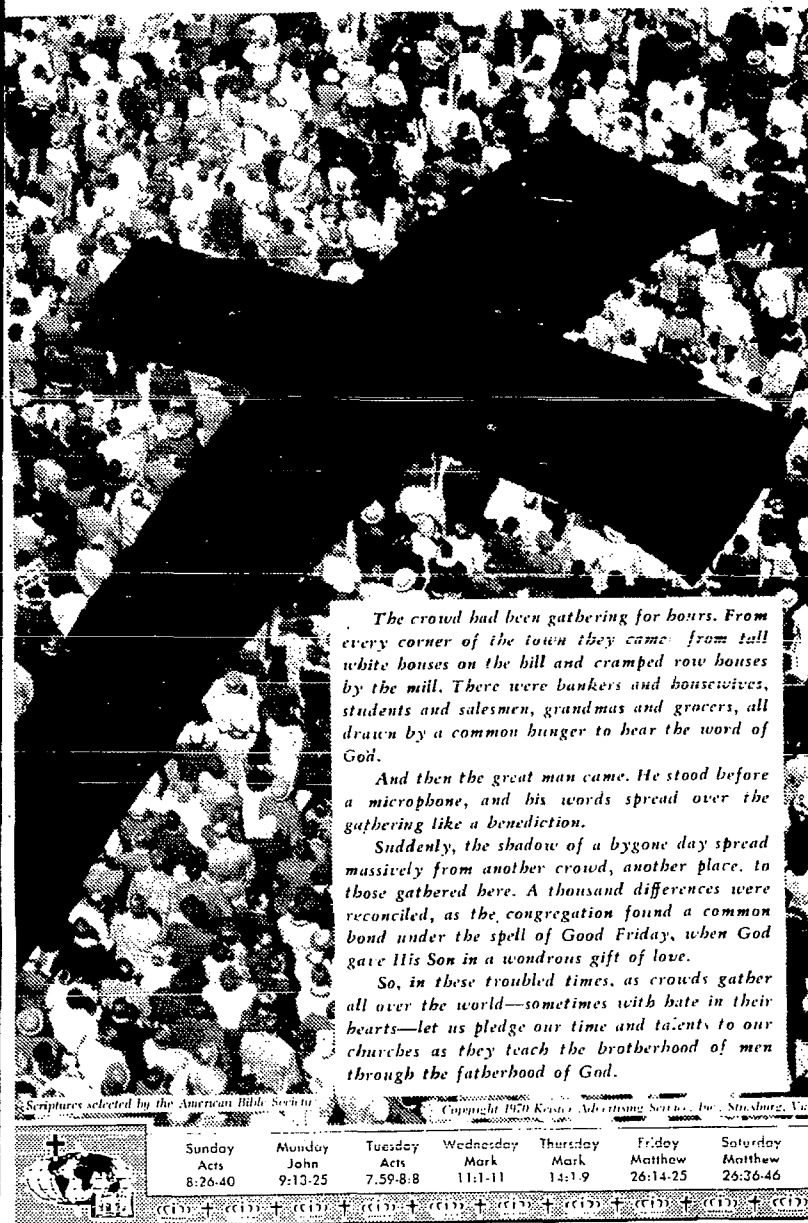 The crowd had been gathering for hours. From
every corner of the town they came from tall
white houses on the hill and cramped row houses
by the mill. There were bankers and housewives,
students and salesmen, grandmas and grocers, all
drawn by a common hunger to hear the word of
God.
And then the great man came. He stood before
a microphone, and his words spread over the
gathering like a benediction.
Suddenly, the shadow of a bygone day spread
massively from another crowd, another place, to
those gathered here. A thousand differences were
reconciled, as the congregation found a common
bond under the spell of Good Friday, when God
gave His Son in a wondrous gift of love.
So, in these troubled times, as crowds gather
all over the world—sometimes with hate in their
hearts—let us pledge our time and talents to our
churches as they teach the brotherhood of men
through the fatherhood of God.
Scriptures selected by the American Bible Society
Copyright 1970 Keister Advertising Service, Inc., Strasburg, Va
Sunday Monday Tuesday Wednesday Thursday Friday Saturday
Acts John Acts Mark Mark Matthew Matthew
8:26-40 9:13-25 7:59-8:8 11:1-11 14:1-9 26:14-25 26:36-46